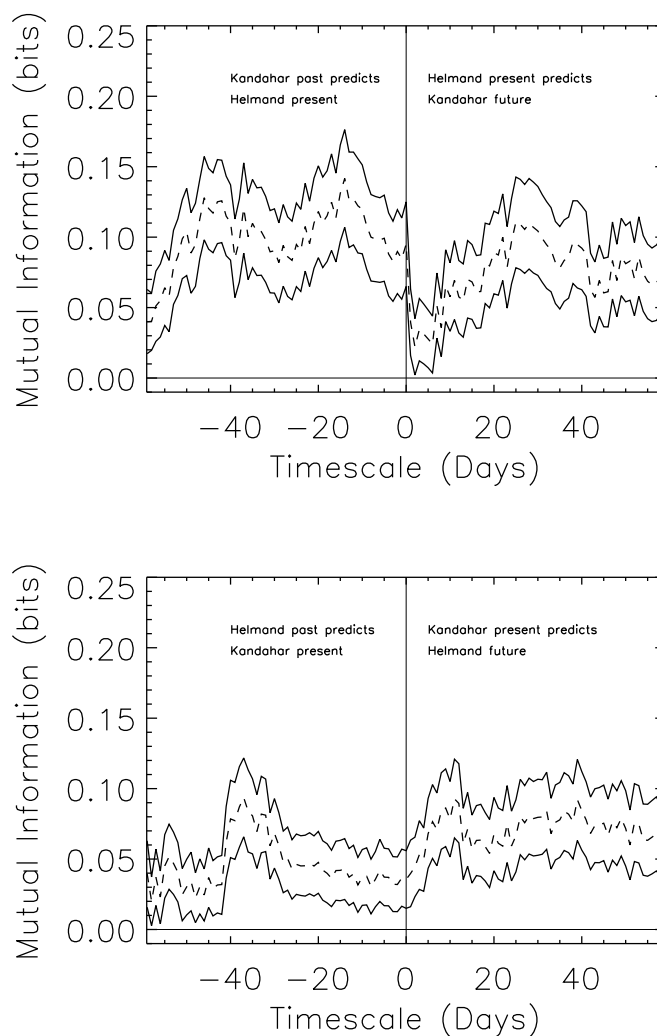 0.25
0.20
0.15
0.10
0.05
0.00
Mutual Information (bits)
Kandahar past predicts
Helmand present
Helmand present predicts
Kandahar future
−40 −20 0 20 40
Timescale (Days)
0.25
0.20
0.15
0.10
0.05
0.00
Mutual Information (bits)
Helmand past predicts
Kandahar present
Kandahar present predicts
Helmand future
−40 −20 0 20 40
Timescale (Days)